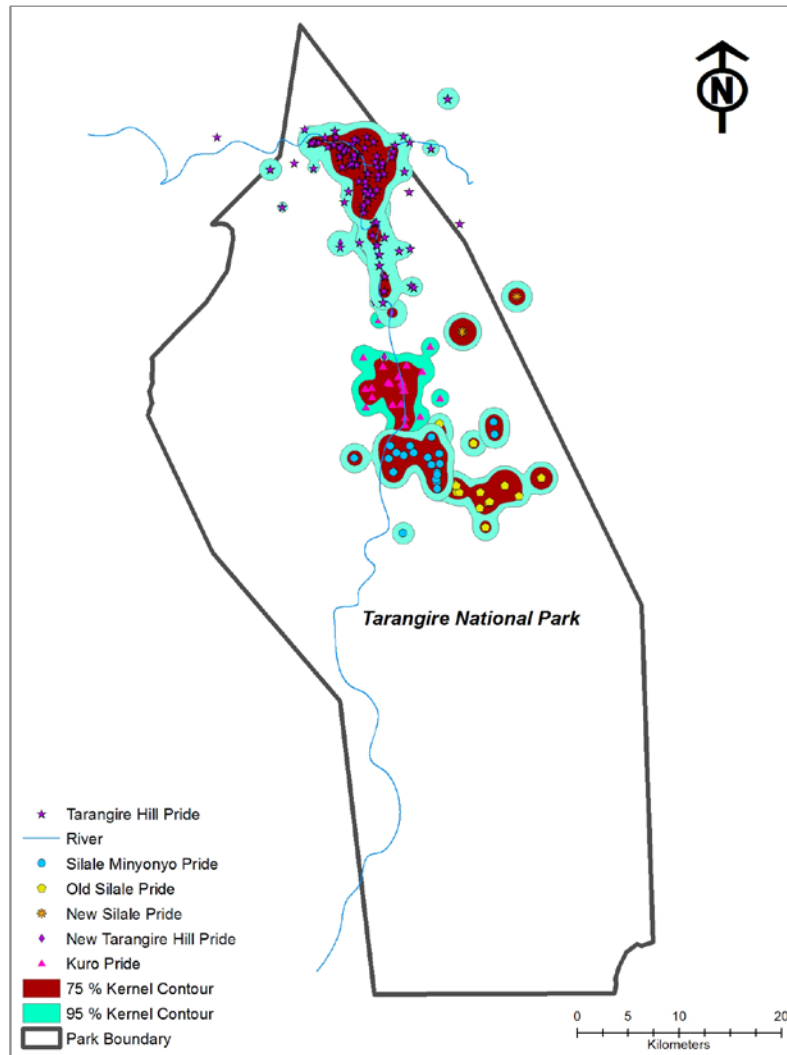 N
Tarangire National Park
Tarangire Hill Pride
River
Silale Minyonyo Pride
Old Silale Pride
New Silale Pride
New Tarangire Hill Pride
Kuro Pride
75 % Kernel Contour
95 % Kernel Contour
Park Boundary
0 5 10 20
Kilometers